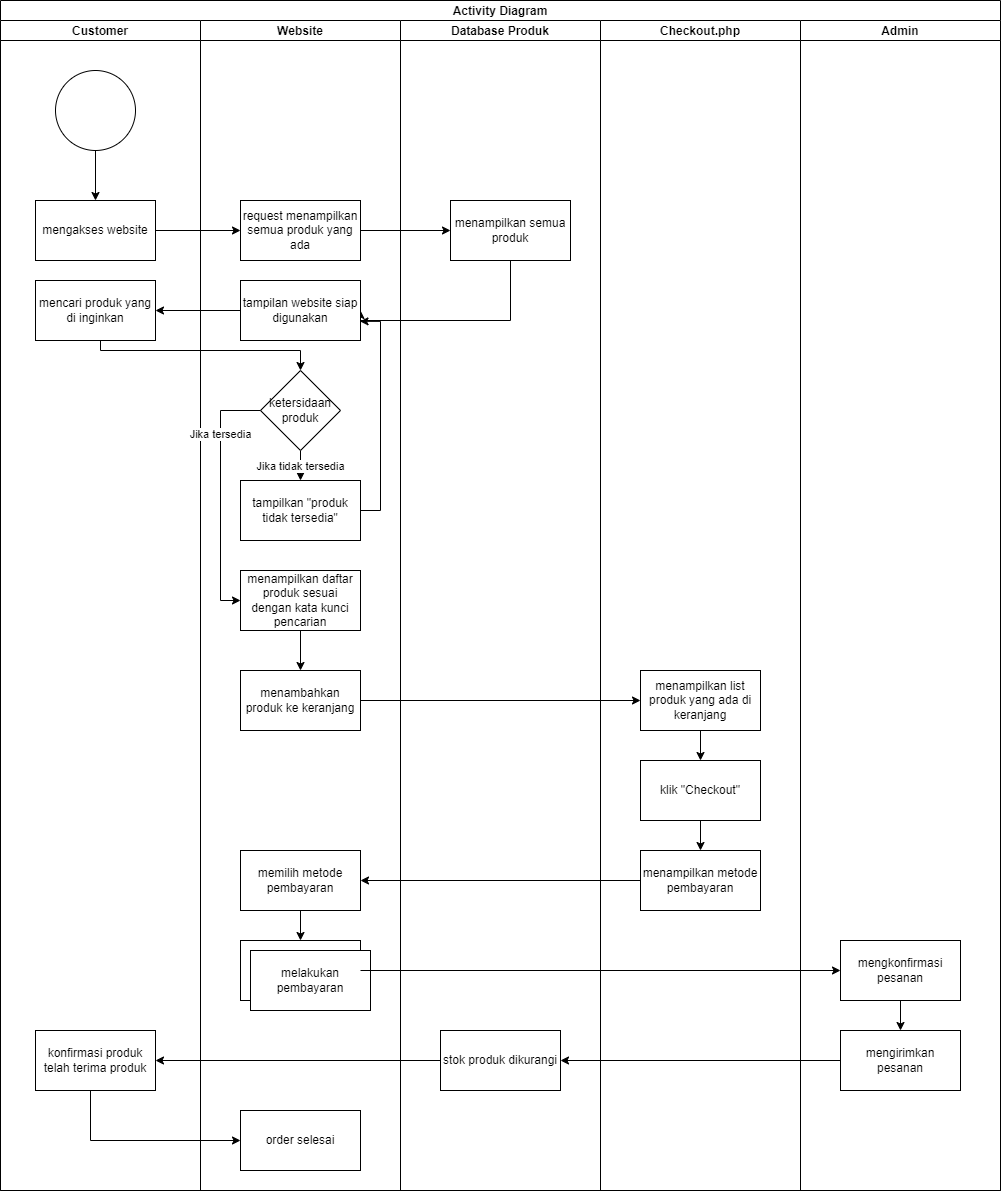 Activity Diagram
Customer
Website
Database Produk
Checkout.php
Admin
mengakses website
request menampilkan
semua produk yang
ada
menampilkan semua
produk
mencari produk yang
di inginkan
tampilan website siap
digunakan
ketersidaan
produk
Jika tersedia
Jika tidak tersedia
tampilkan "produk
tidak tersedia"
menampilkan daftar
produk sesuai
dengan kata kunci
pencarian
menambahkan
produk ke keranjang
menampilkan list
produk yang ada di
keranjang
klik "Checkout"
memilih metode
pembayaran
menampilkan metode
pembayaran
melakukan
pembayaran
mengkonfirmasi
pesanan
konfirmasi produk
telah terima produk
stok produk dikurangi
mengirimkan
pesanan
order selesai